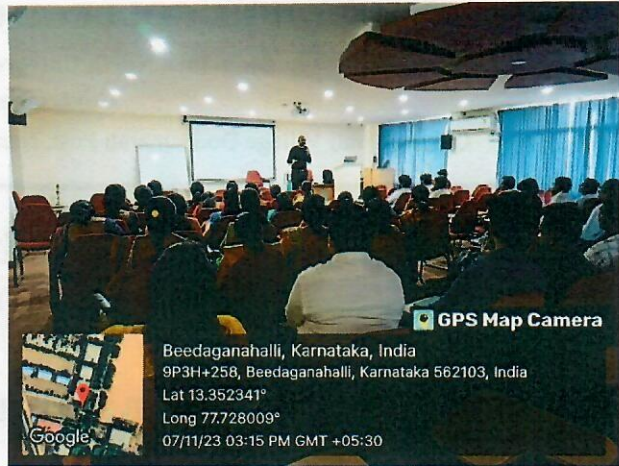 GPS Map Camera
Beedaganahalli, Karnataka, India
9P3H+258, Beedaganahalli, Karnataka 562103, India
Lat 13.352341°
Long 77.728009°
07/11/23 03:15 PM GMT +05:30
Google